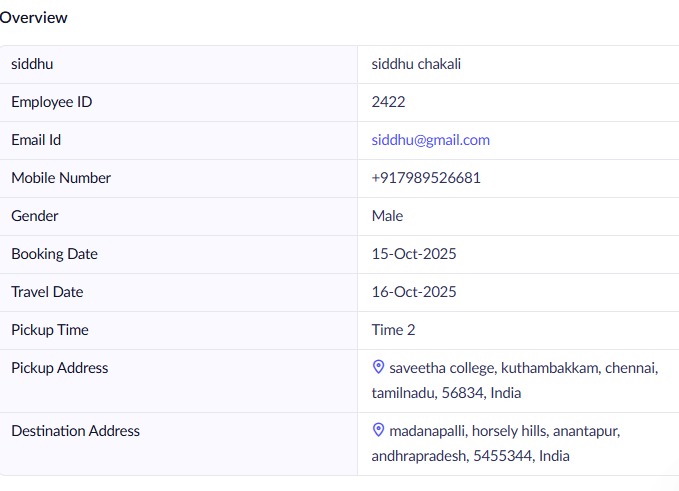 Overview
siddhu siddhu chakali
Employee ID 2422
Email Id siddhu@gmail.com
Mobile Number +917989526681
Gender Male
Booking Date 15-Oct-2025
Travel Date 16-Oct-2025
Pickup Time Time 2
Pickup Address saveetha college, kuthambakkam, chennai,
tamilnadu, 56834, India
Destination Address madanapalli, horsely hills, anantapur,
andhrapradesh, 5455344, India